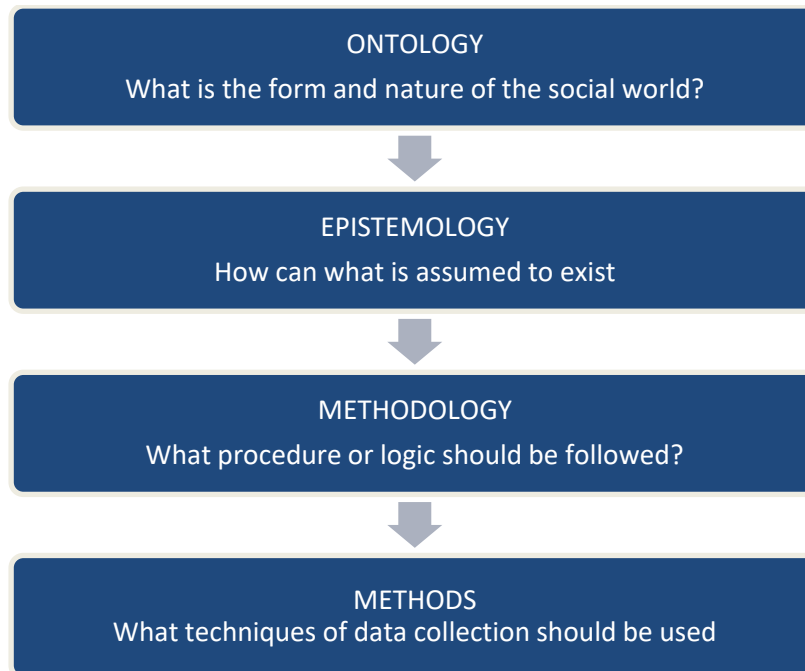 ONTOLOGY
What is the form and nature of the social world?
EPISTEMOLOGY
How can what is assumed to exist
METHODOLOGY
What procedure or logic should be followed?
METHODS
What techniques of data collection should be used